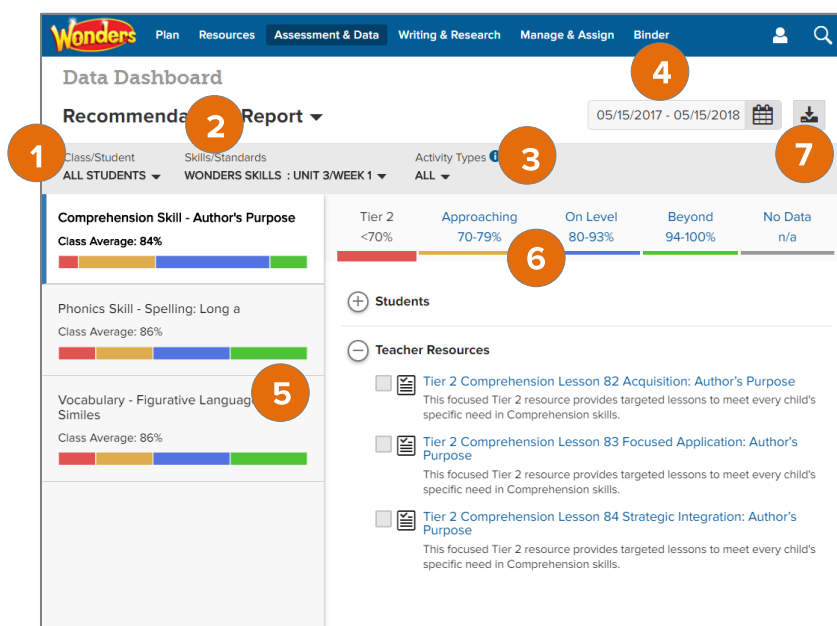 Wonders Plan Resources Assessment & Data Writing & Research Manage & Assign Binder
Data Dashboard
4
Report
2
05/15/2017 - 05/15/2018
1
Class/Student Skills/Standards Activity Types i
3
7
ALL STUDENTS WONDERS SKILLS : UNIT 3/WEEK 1 ALL
Comprehension Skill - Author's Purpose
Class Average: 84%
Tier 2 Approaching On Level Beyond No Data
<70% 70-79% 80-93% 94-100% n/a
6
Phonics Skill - Spelling: Long a
Class Average: 86%
Vocabulary - Figurative Language
Similes
5
Class Average: 86%
Students
Teacher Resources
Tier 2 Comprehension Lesson 82 Acquisition: Author's Purpose
This focused Tier 2 resource provides targeted lessons to meet every child's
specific need in Comprehension skills.
Tier 2 Comprehension Lesson 83 Focused Application: Author's
Purpose
This focused Tier 2 resource provides targeted lessons to meet every child's
specific need in Comprehension skills.
Tier 2 Comprehension Lesson 84 Strategic Integration: Author's
Purpose
This focused Tier 2 resource provides targeted lessons to meet every child's
specific need in Comprehension skills.